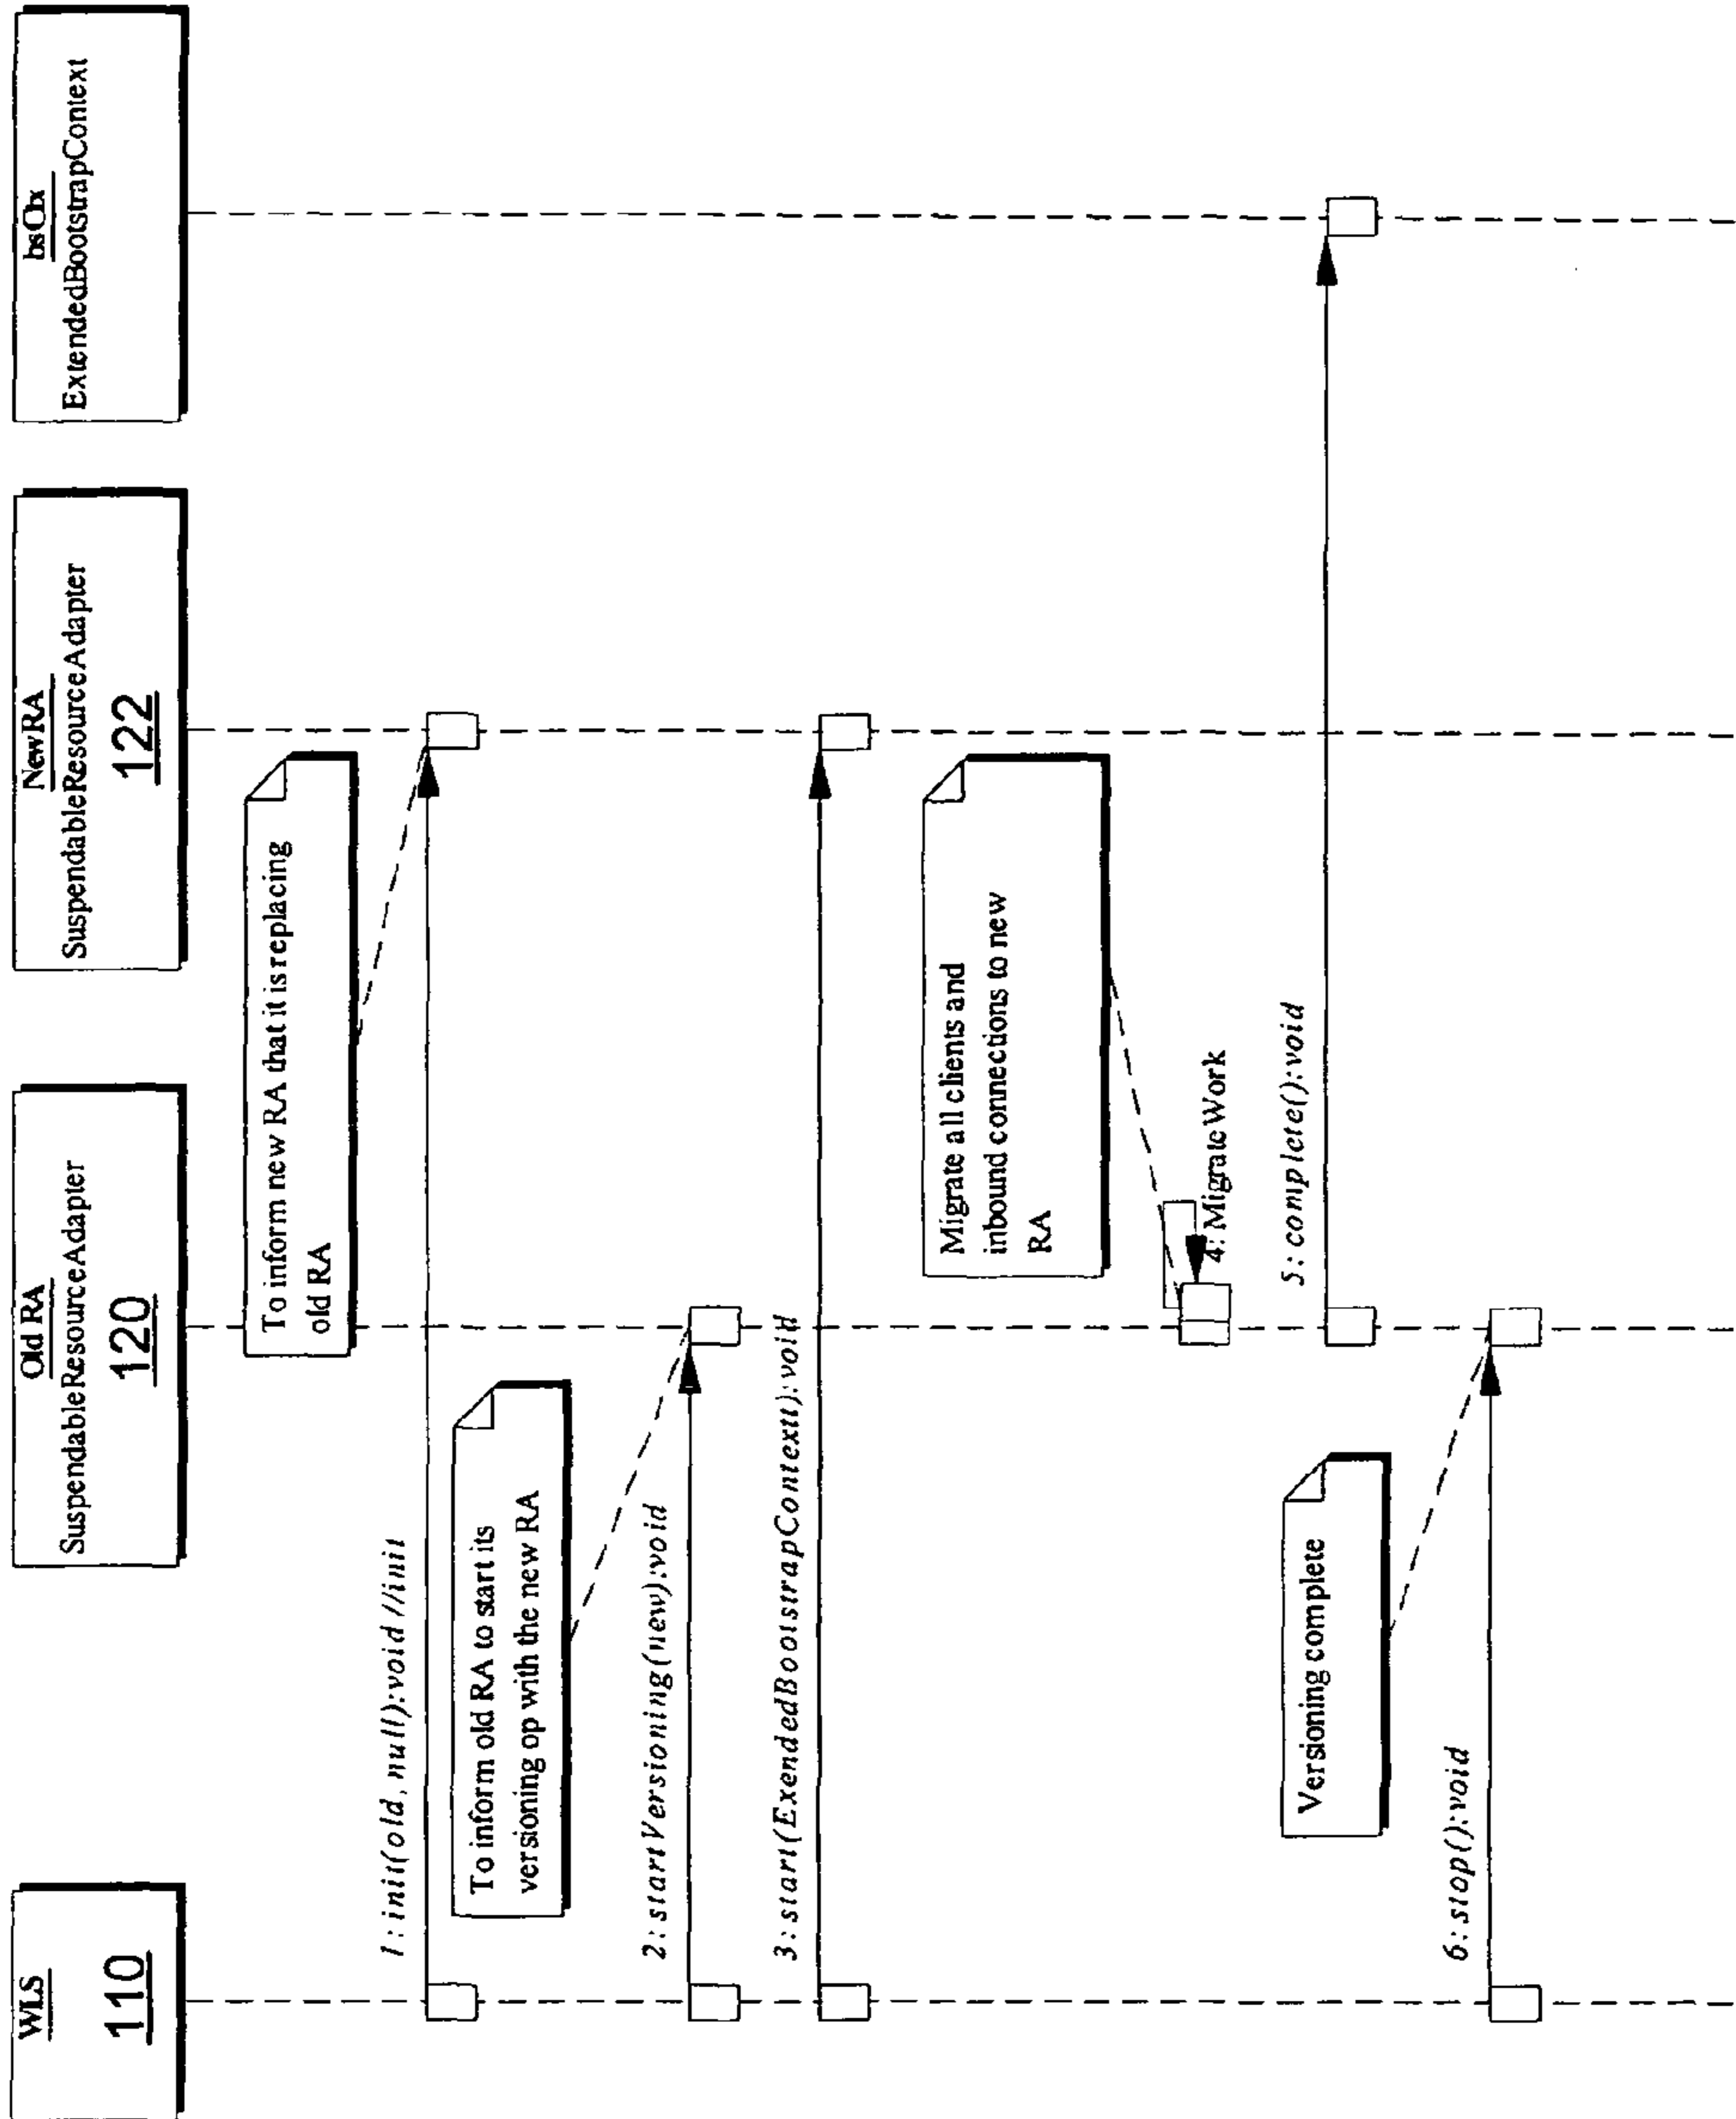 WLS
110
Old RA
SuspendableResourceAdapter
120
New RA
SuspendableResourceAdapter
122
ExtendedBootstrapContext
To inform new RA that it is replacing
old RA
1: init(old, null):void //init
To inform old RA to start its
versioning op with the new RA
2: startVersioning(new):void
3: start(ExendedBootstrapContext):void
Migrate all clients and
inbound connections to new
RA
4: MigrateWork
5: complete():void
Versioning complete
6: stop():void